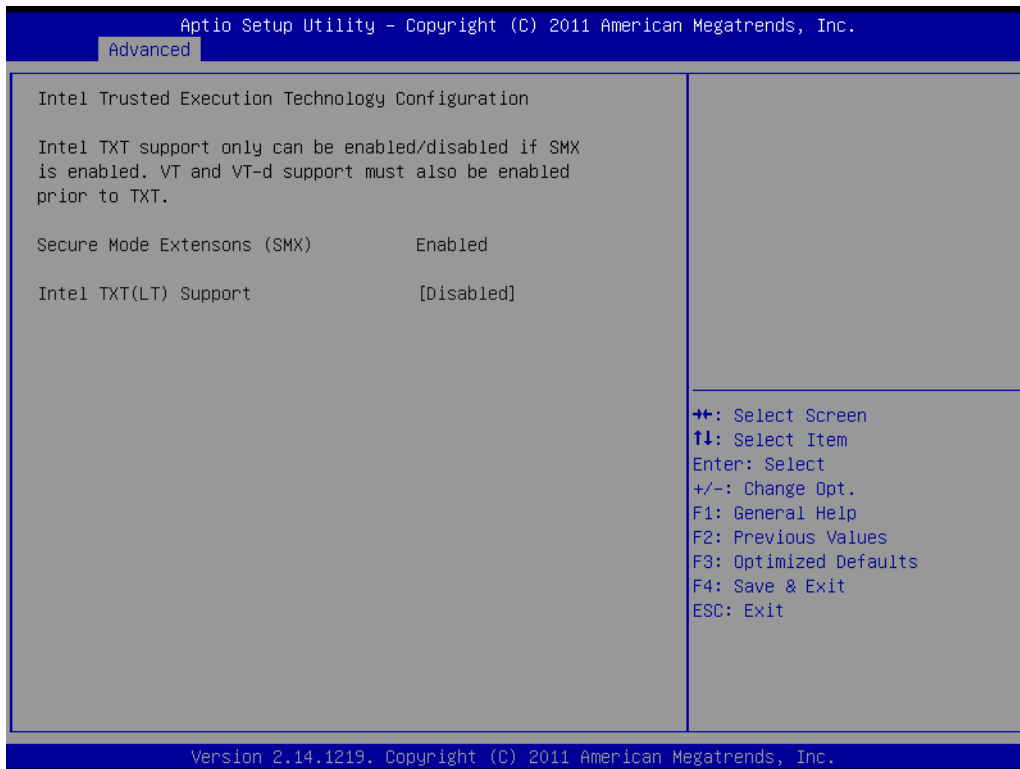 Aptio Setup Utility – Copyright (C) 2011 American Megatrends, Inc.
Advanced
Intel Trusted Execution Technology Configuration
Intel TXT support only can be enabled/disabled if SMX
is enabled. VT and VT-d support must also be enabled
prior to TXT.
Secure Mode Extensons (SMX) Enabled
Intel TXT(LT) Support [Disabled]
→←: Select Screen
↑↓: Select Item
Enter: Select
+/-: Change Opt.
F1: General Help
F2: Previous Values
F3: Optimized Defaults
F4: Save & Exit
ESC: Exit
Version 2.14.1219. Copyright (C) 2011 American Megatrends, Inc.